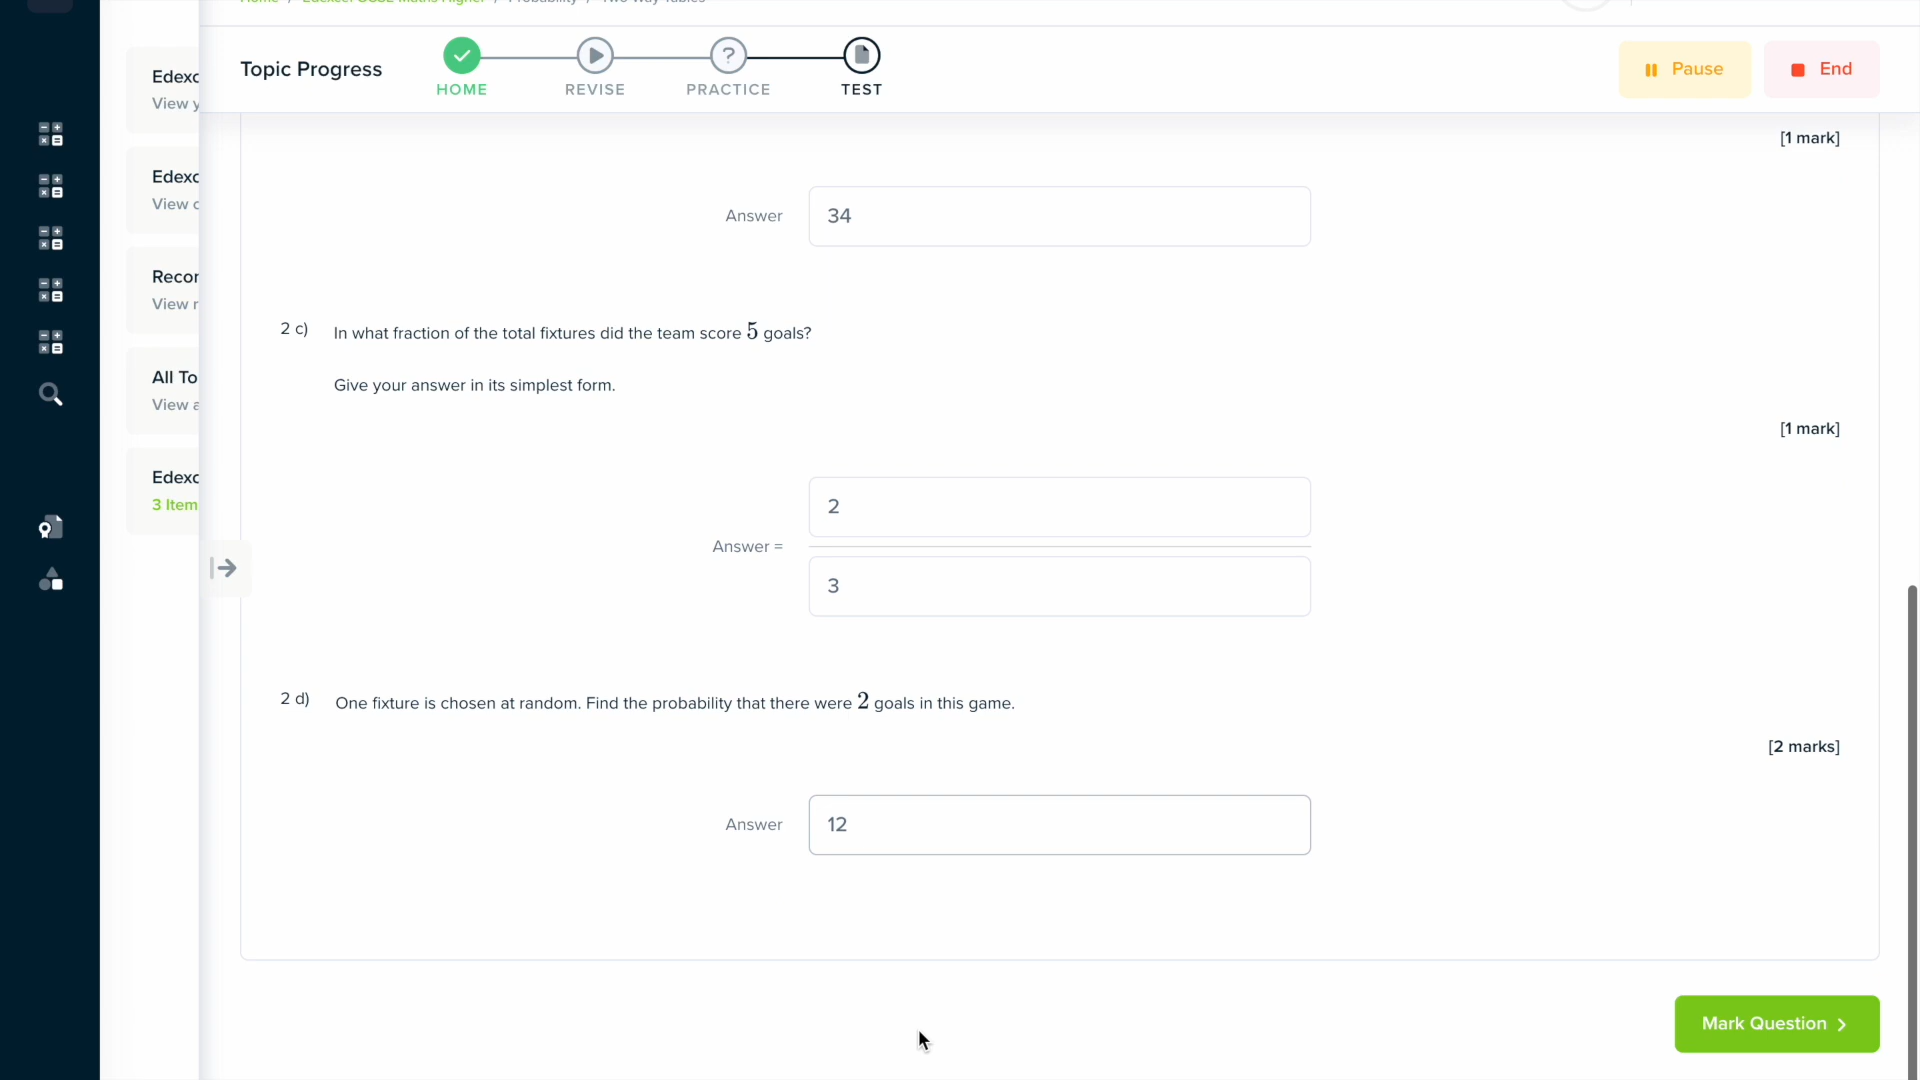 Topic Progress
HOME
REVISE
?
PRACTICE
TEST
Pause
End
Edexc
View y
Edexc
View c
Recor
View r
All To
View a
Edexc
3 Item
[1 mark]
Answer
34
2 c) In what fraction of the total fixtures did the team score 5 goals?
Give your answer in its simplest form.
[1 mark]
2
Answer =
3
2 d) One fixture is chosen at random. Find the probability that there were 2 goals in this game.
[2 marks]
Answer
12
Mark Question